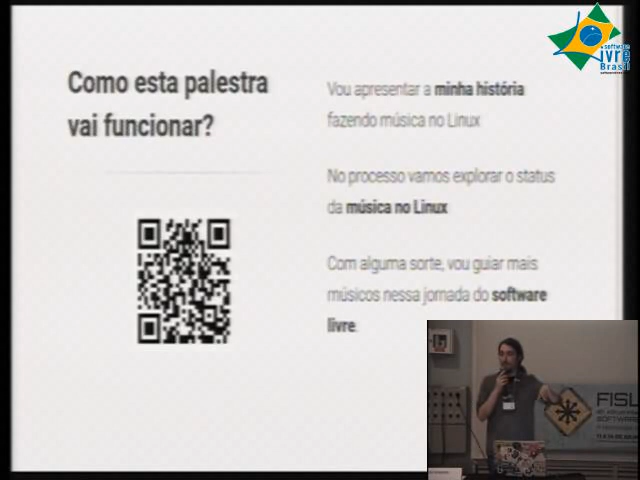 Como esta palestra
vai funcionar?
Vou apresentar a minha história
fazendo música no Linux
No processo vamos explorar o status
da música no Linux
Com alguma sorte, vou guiar mais
músicos nessa jornada do software
livre.
software
livre
Brasil
FISL